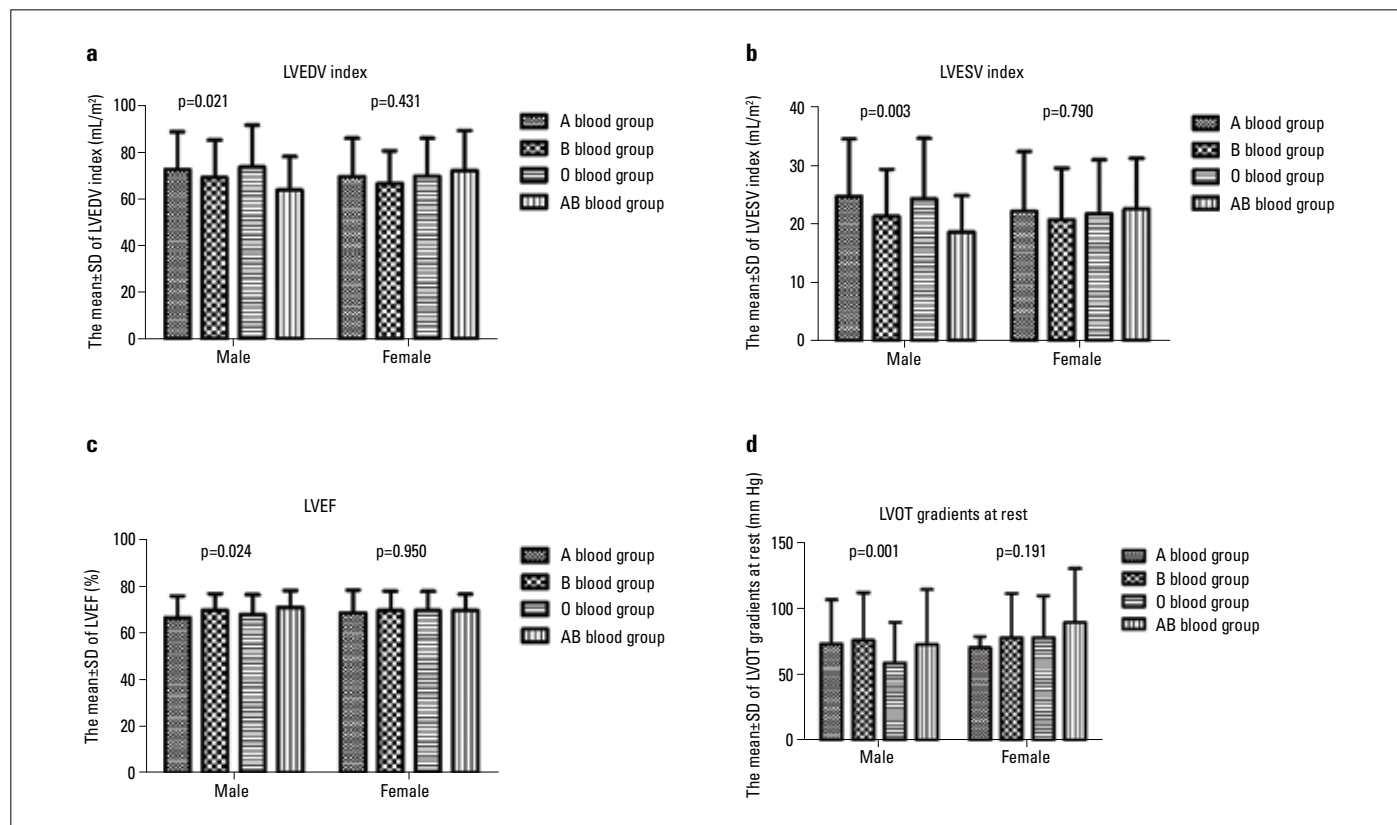 a
LVEDV index
p=0.021
p=0.431
The mean±SD of LVEDV index (mL/m²)
100
80
60
40
20
0
Male
Female
A blood group
B blood group
O blood group
AB blood group
b
LVESV index
p=0.003
p=0.790
The mean±SD of LVESV index (mL/m²)
40
30
20
10
0
Male
Female
A blood group
B blood group
O blood group
AB blood group
c
LVEF
p=0.024
p=0.950
The mean±SD of LVEF (%)
100
80
60
40
20
0
Male
Female
A blood group
B blood group
O blood group
AB blood group
d
LVOT gradients at rest
p=0.001
p=0.191
The mean±SD of LVOT gradients at rest (mm Hg)
150
100
50
0
Male
Female
A blood group
B blood group
O blood group
AB blood group